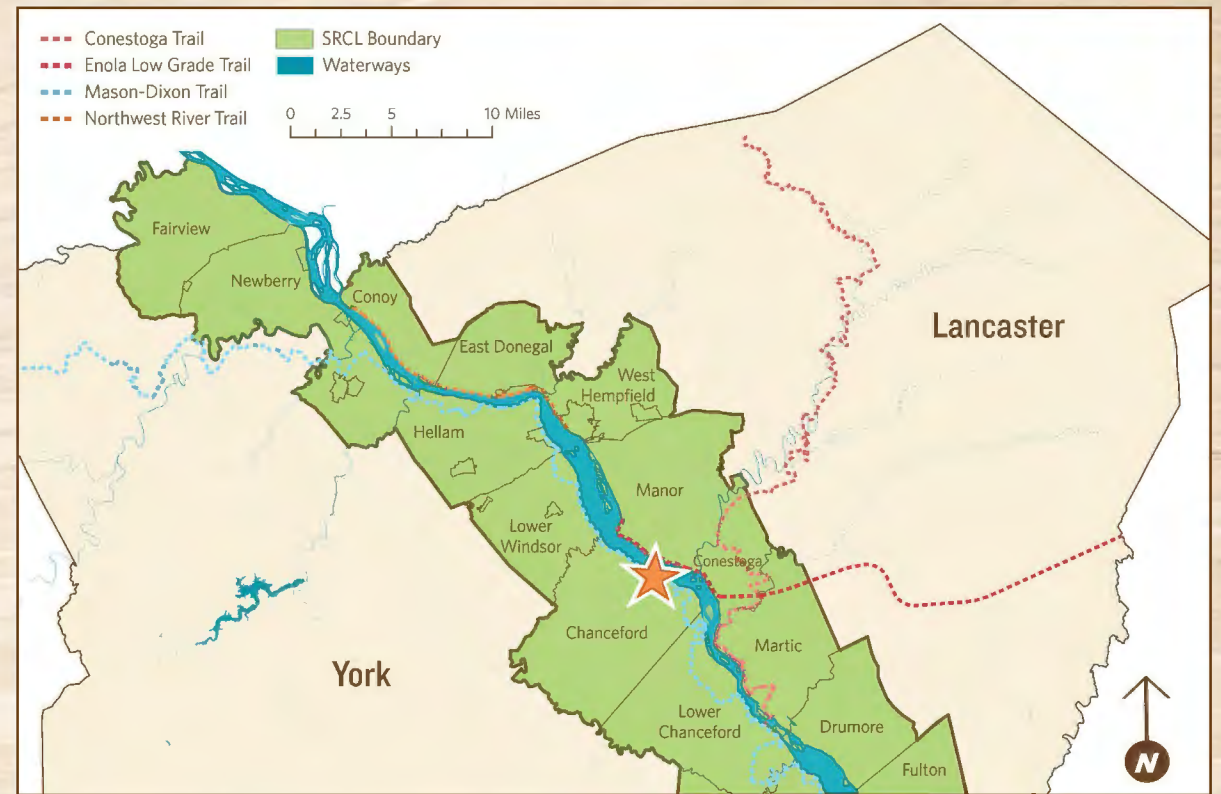 Conestoga Trail
Enola Low Grade Trail
Mason-Dixon Trail
Northwest River Trail
SRCL Boundary
Waterways
0 2.5 5 10 Miles
Fairview
Newberry
Conoy
East Donegal
West
Hempfield
Lancaster
Hellam
Manor
Lower
Windsor
Conestoga
Chanceford
Martic
York
Lower
Chanceford
Drumore
Fulton
N